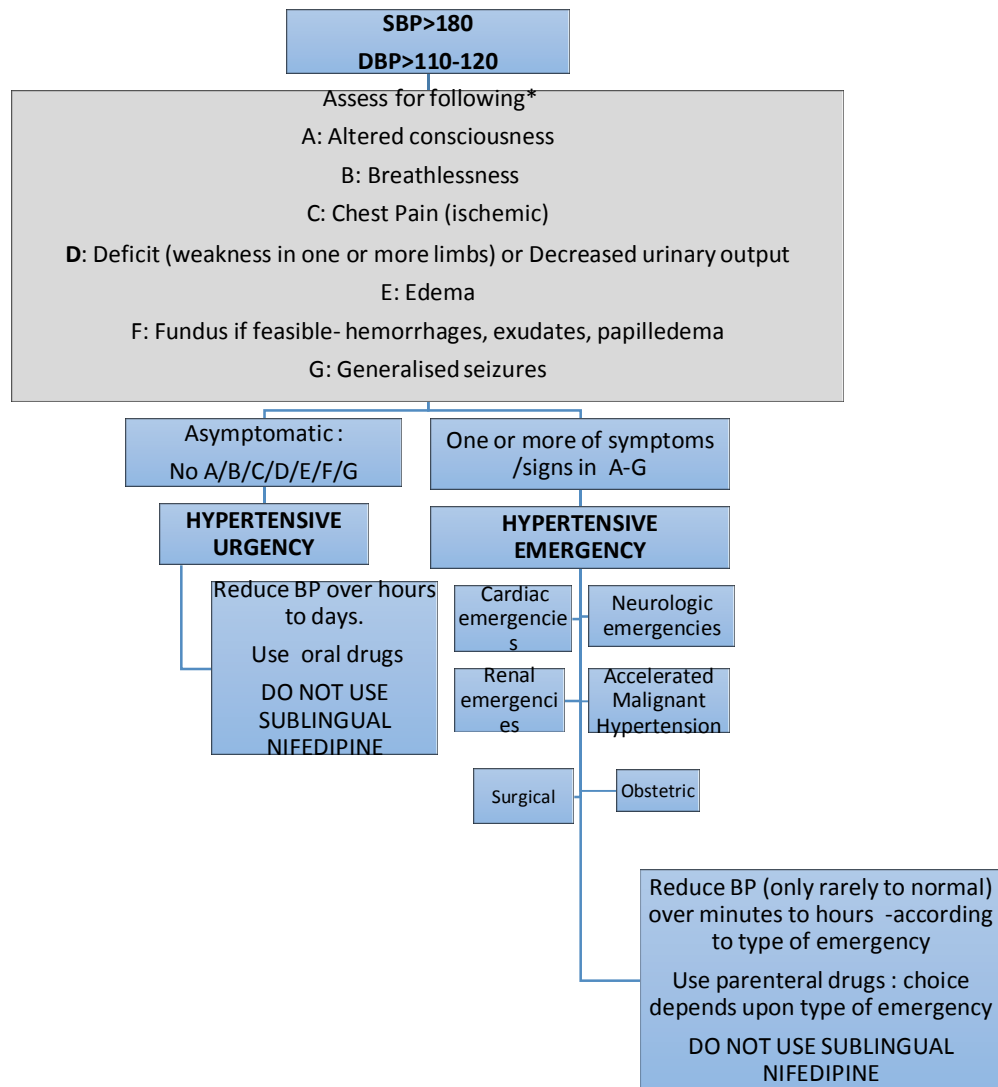 SBP>180
DBP>110-120
Assess for following*
A: Altered consciousness
B: Breathlessness
C: Chest Pain (ischemic)
D: Deficit (weakness in one or more limbs) or Decreased urinary output
E: Edema
F: Fundus if feasible- hemorrhages, exudates, papilledema
G: Generalised seizures
Asymptomatic :
No A/B/C/D/E/F/G
One or more of symptoms
/signs in A-G
HYPERTENSIVE
URGENCY
HYPERTENSIVE
EMERGENCY
Reduce BP over hours
to days.
Use oral drugs
DO NOT USE
SUBLINGUAL
NIFEDIPINE
Cardiac
emergencie
s
Neurologic
emergencies
Renal
emergenci
es
Accelerated
Malignant
Hypertension
Surgical
Obstetric
Reduce BP (only rarely to normal)
over minutes to hours -according
to type of emergency
Use parenteral drugs : choice
depends upon type of emergency
DO NOT USE SUBLINGUAL
NIFEDIPINE